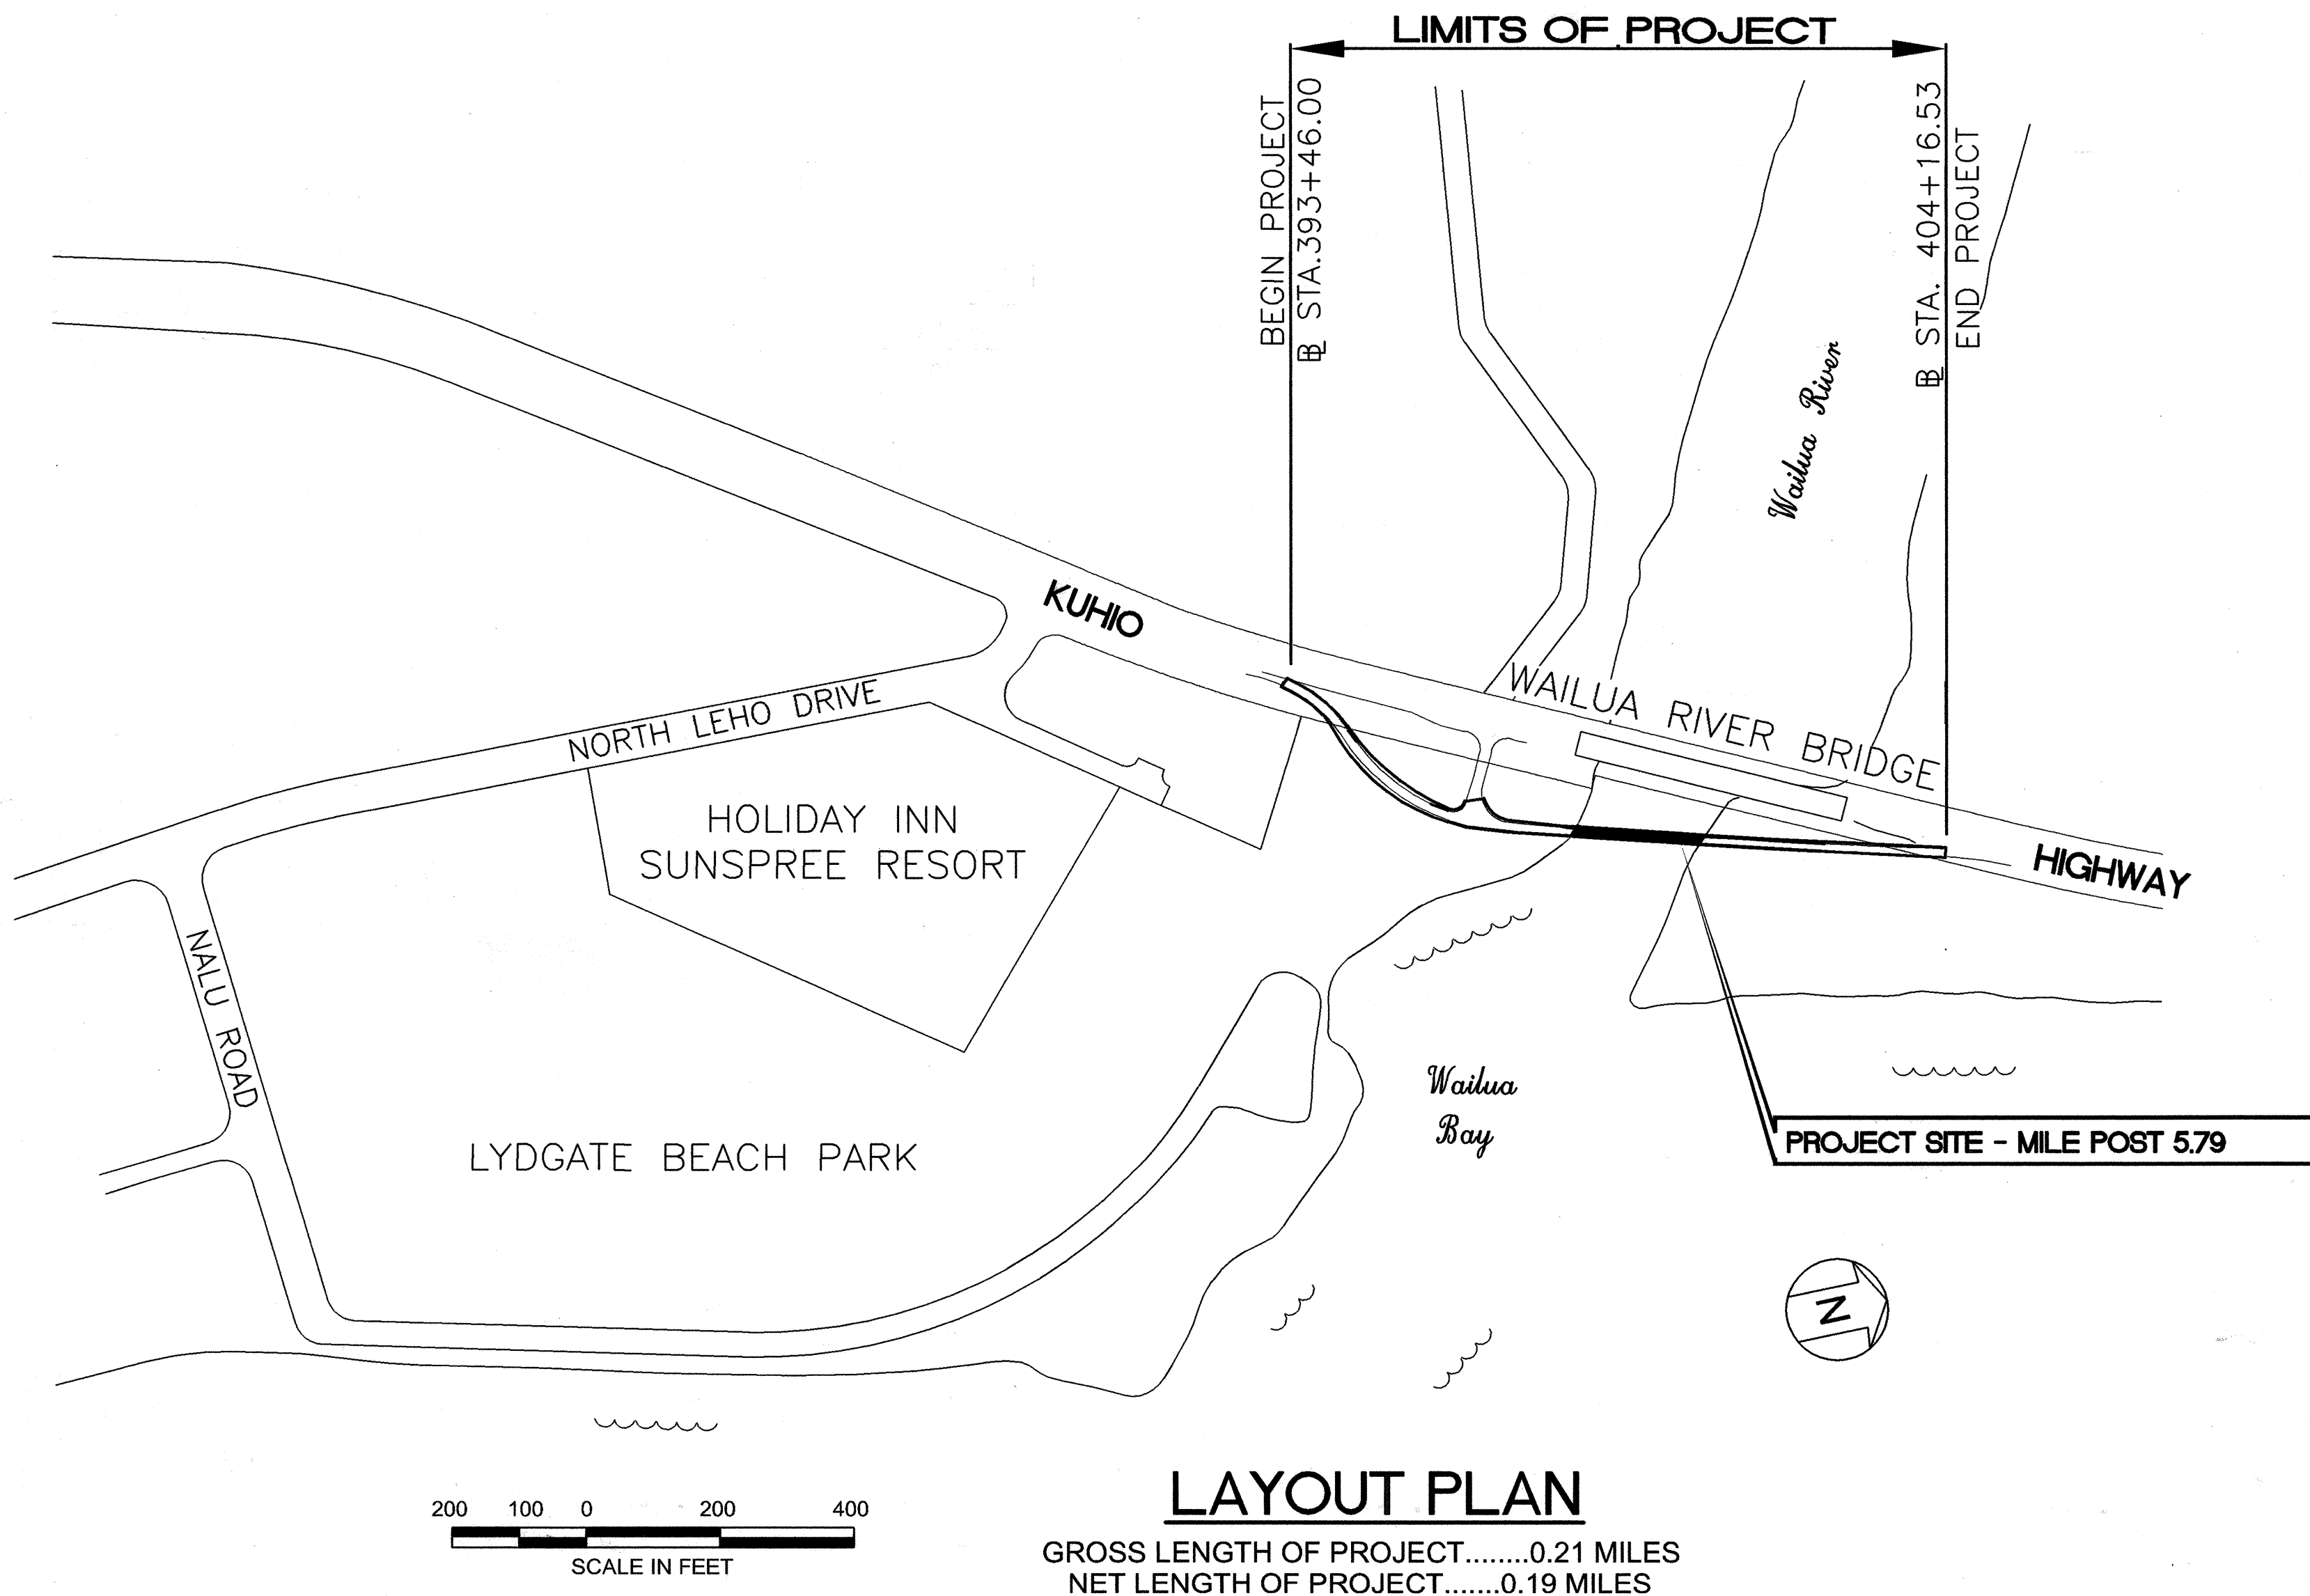 LIMITS OF PROJECT
BEGIN PROJECT
BL STA.393+46.00
BL STA. 404+16.53
END PROJECT
Wailua River
KUHIO
WAILUA RIVER BRIDGE
HIGHWAY
NORTH LEHO DRIVE
HOLIDAY INN
SUNSPREE RESORT
NALU ROAD
LYDGATE BEACH PARK
Wailua
Bay
PROJECT SITE - MILE POST 5.79
N
200 100 0 200 400
SCALE IN FEET
LAYOUT PLAN
GROSS LENGTH OF PROJECT........0.21 MILES
NET LENGTH OF PROJECT.......0.19 MILES